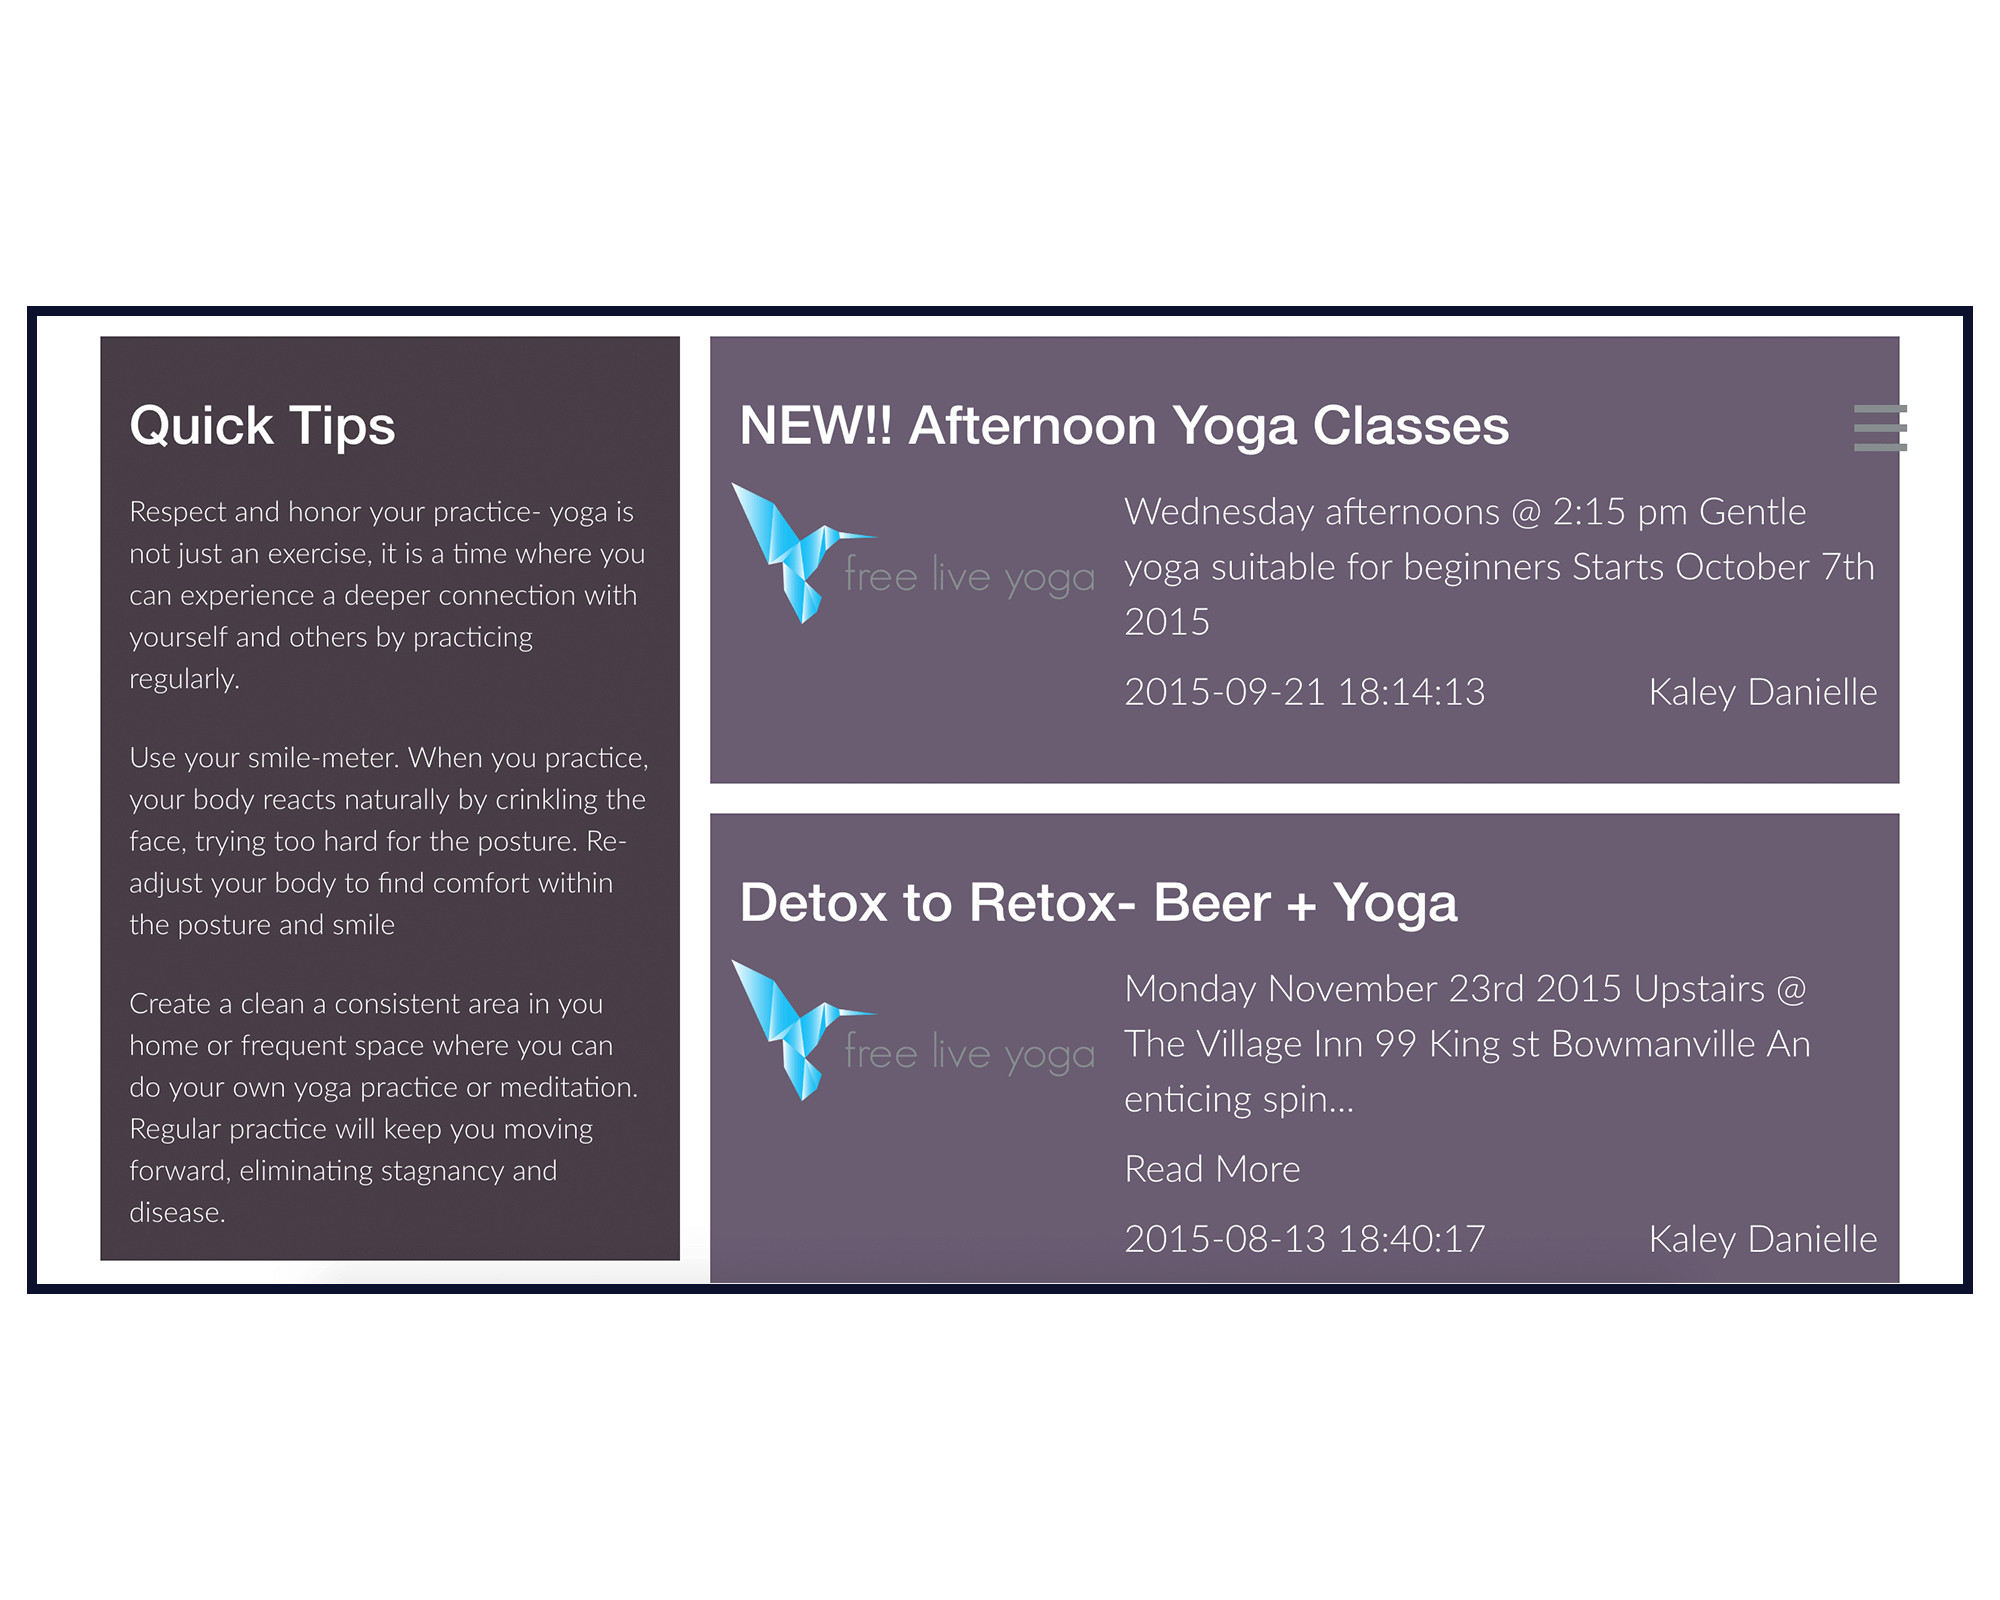 Quick Tips
Respect and honor your practice- yoga is
not just an exercise, it is a time where you
can experience a deeper connection with
yourself and others by practicing
regularly.
Use your smile-meter. When you practice,
your body reacts naturally by crinkling the
face, trying too hard for the posture. Re-
adjust your body to find comfort within
the posture and smile
Create a clean a consistent area in you
home or frequent space where you can
do your own yoga practice or meditation.
Regular practice will keep you moving
forward, eliminating stagnancy and
disease.
NEW!! Afternoon Yoga Classes
free live yoga
Wednesday afternoons @ 2:15 pm Gentle
yoga suitable for beginners Starts October 7th
2015
2015-09-21 18:14:13 Kaley Danielle
Detox to Retox- Beer + Yoga
free live yoga
Monday November 23rd 2015 Upstairs @
The Village Inn 99 King st Bowmanville An
enticing spin...
Read More
2015-08-13 18:40:17 Kaley Danielle